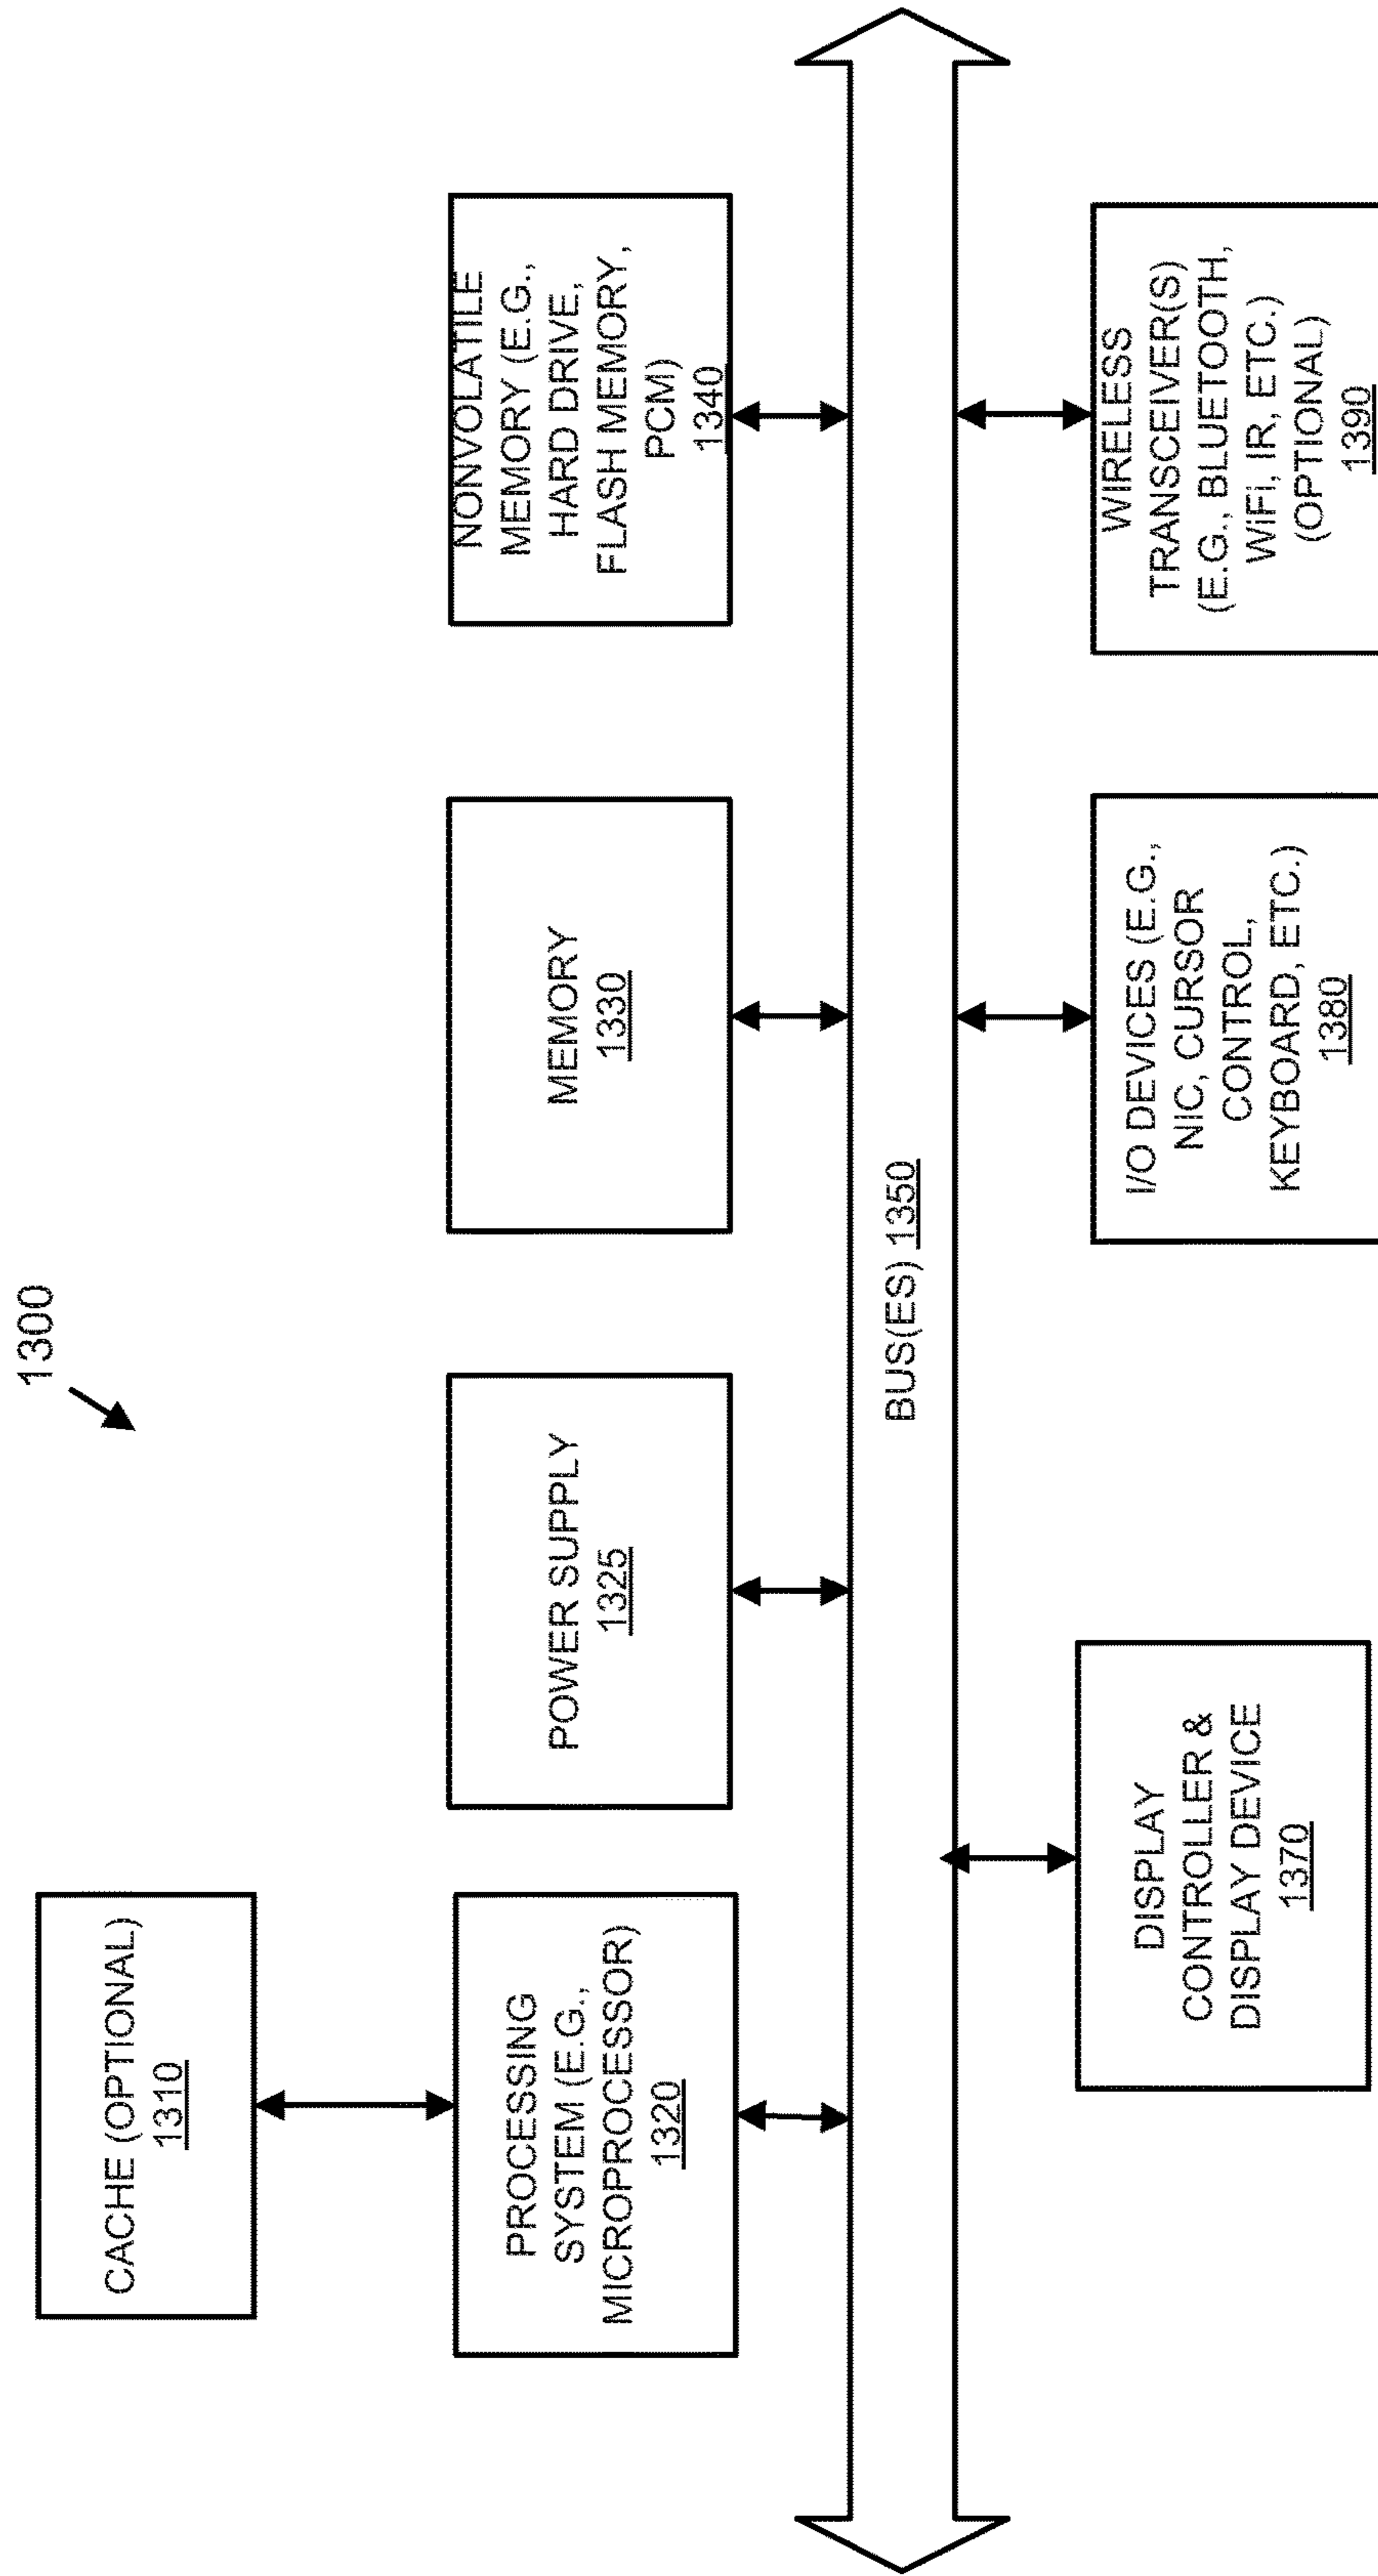 1300
CACHE (OPTIONAL)
1310
PROCESSING
SYSTEM (E.G.,
MICROPROCESSOR)
1320
POWER SUPPLY
1325
MEMORY
1330
NONVOLATILE
MEMORY (E.G.,
HARD DRIVE,
FLASH MEMORY,
PCM)
1340
BUS(ES) 1350
DISPLAY
CONTROLLER &
DISPLAY DEVICE
1370
I/O DEVICES (E.G.,
NIC, CURSOR
CONTROL,
KEYBOARD, ETC.)
1380
WIRELESS
TRANSCEIVER(S)
(E.G., BLUETOOTH,
WiFi, IR, ETC.)
(OPTIONAL)
1390